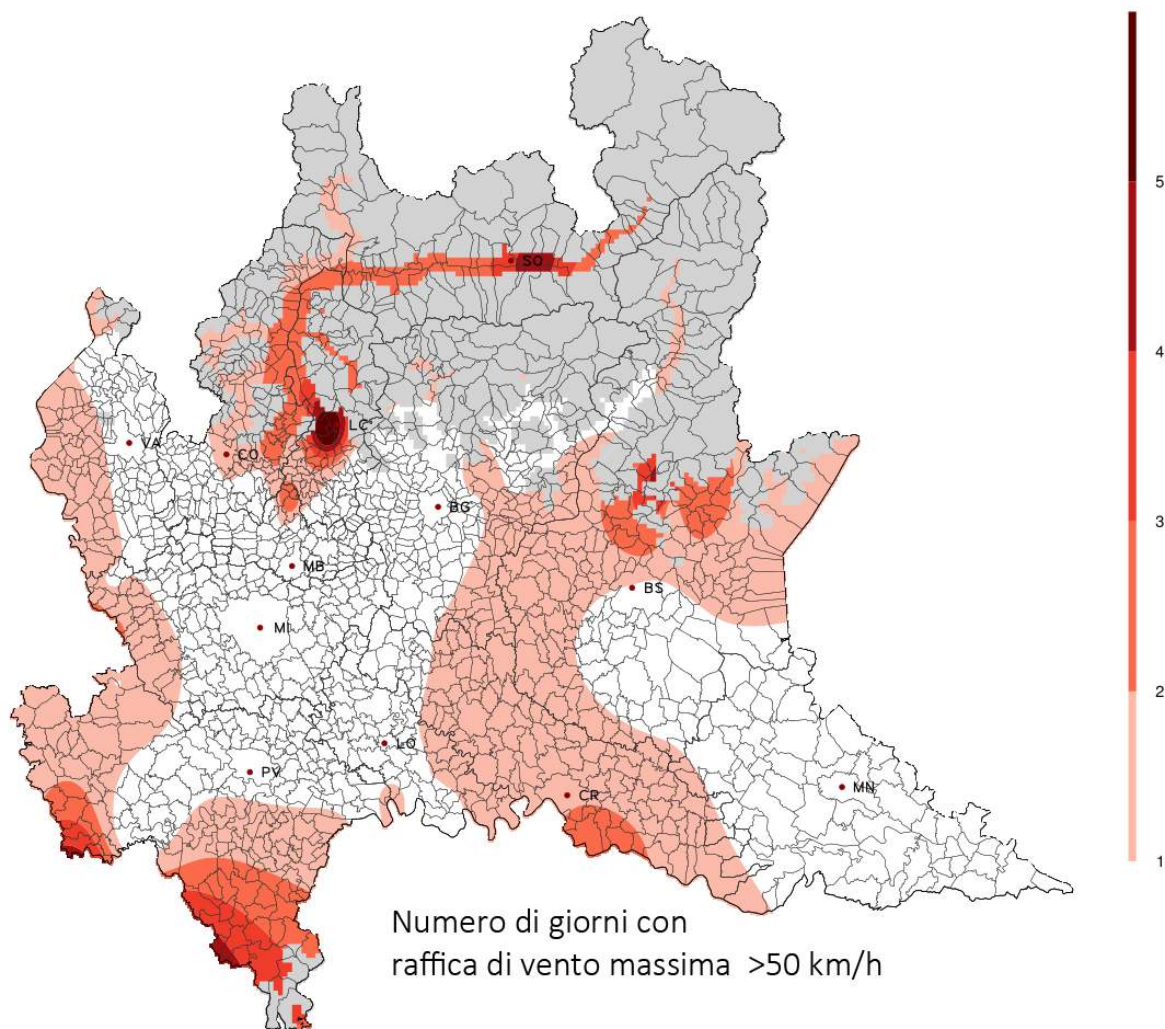 5
SO
4
LC
VA
CO
BG
3
MB
BS
MI
2
LO
PV
MN
CR
1
Numero di giorni con
raffica di vento massima >50 km/h